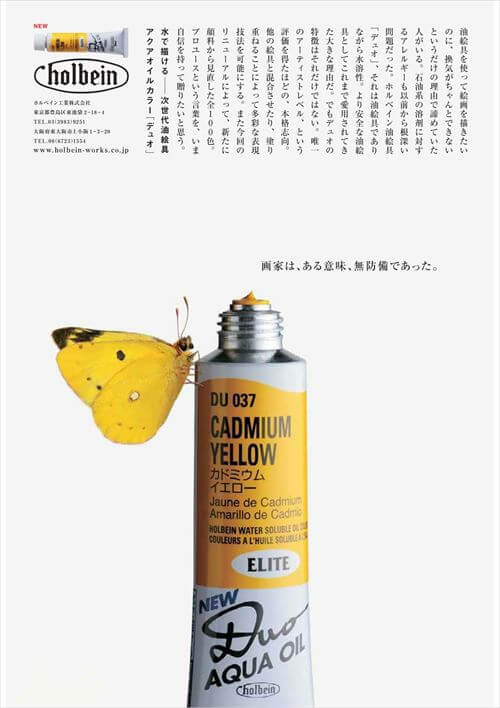 油絵具を使って絵画を描きたい
のに、換気がちゃんとできない
というだけの理由で諦めていた
人がいる。石油系の溶剤に対す
るアレルギーも以前から根深い
問題だった。ホルベイン油絵具
「デュオ」、それは油絵具であり
ながら水溶性。より安全な油絵
具としてこれまで愛用されてき
た大きな理由だ。でもデュオの
特徴はそれだけではない。唯一
のアーティストレベル、という
評価を得たほどの、本格志向。
他の絵具と混合させたり、塗り
重ねることによって多彩な表現
技法を可能にする。また今回の
リニューアルによって、新たに
顔料から見直した全100色。
プロユースという言葉を、いま
自信を持って贈りたいと思う。
水で描ける——次世代油絵具
アクアオイルカラー「デュオ」
NEW
holbein
ホルベイン工業株式会社
東京都豊島区東池袋2-18-4
TEL.03(3983)9251
大阪府東大阪市上小阪1-3-20
TEL.06(6723)1554
www.holbein-works.co.jp
画家は、ある意味、無防備であった。
DU 037
CADMIUM
YELLOW
カドミウム
イエロー
Jaune de Cadmium
Amarillo de Cadmio
HOLBEIN WATER SOLUBLE OIL
COULEURS A L'HUILE SOLUBLE A
ELITE
NEW
Duo
AQUA OIL
holbein